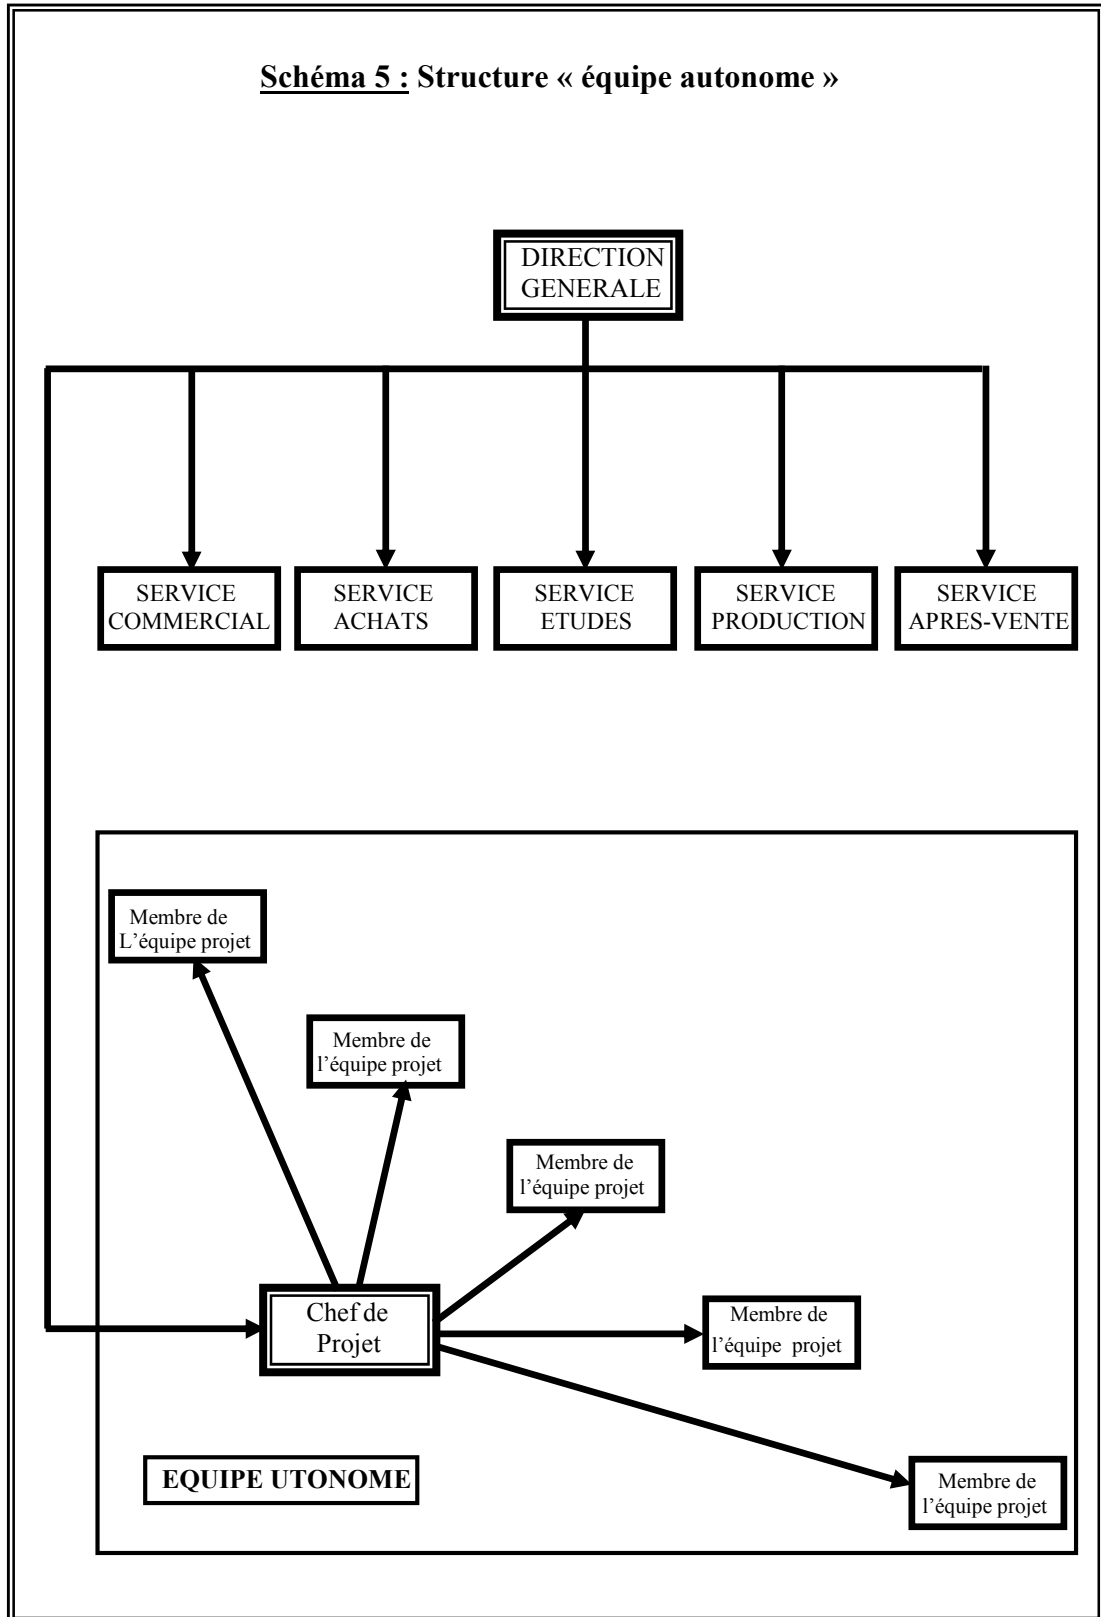 Schéma 5 : Structure « équipe autonome »
DIRECTION
GENERALE
SERVICE
COMMERCIAL
SERVICE
ACHATS
SERVICE
ETUDES
SERVICE
PRODUCTION
SERVICE
APRES-VENTE
Membre de
L’équipe projet
Membre de
l’équipe projet
Membre de
l’équipe projet
Chef de
Projet
Membre de
l’équipe projet
EQUIPE UTONOME
Membre de
l’équipe projet